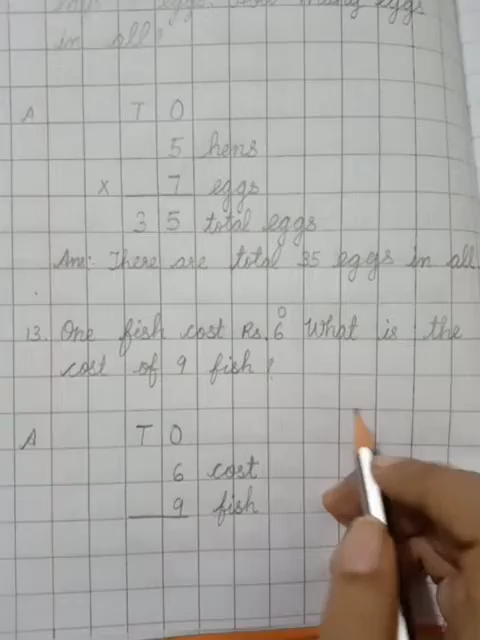 eggs
in all?
A T O
5 hens
x 7 eggs
3 5 total eggs
Ans: There are total 35 eggs in all
.
13. One fish cost Rs. 6 What is the
cost of 9 fish?
A T O
6 cost
9 fish